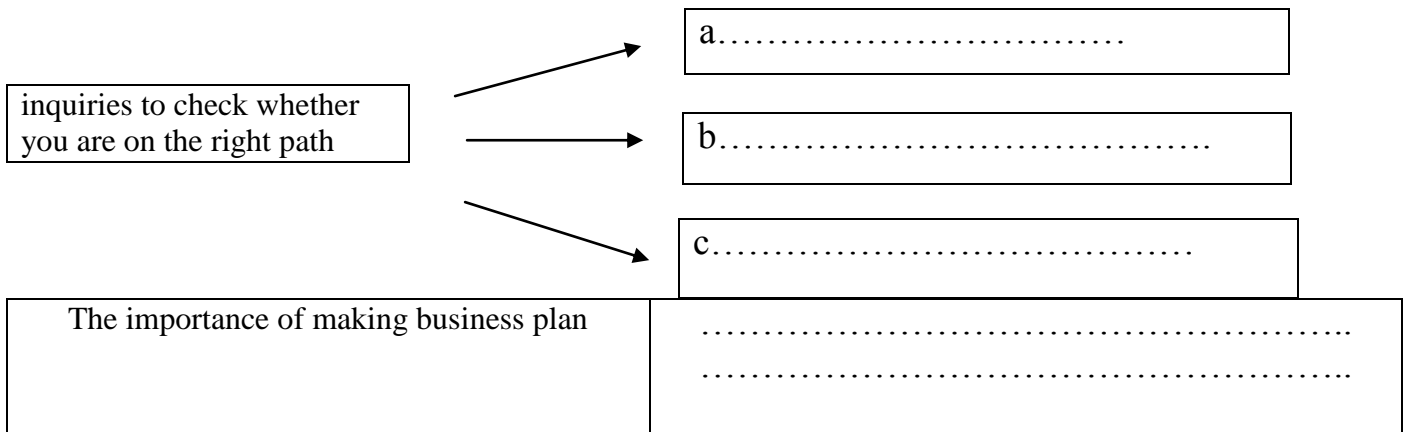 a……………………………
inquiries to check whether
you are on the right path
b………………………………….
c…………………………………
The importance of making business plan
……………………………………………..
……………………………………………..